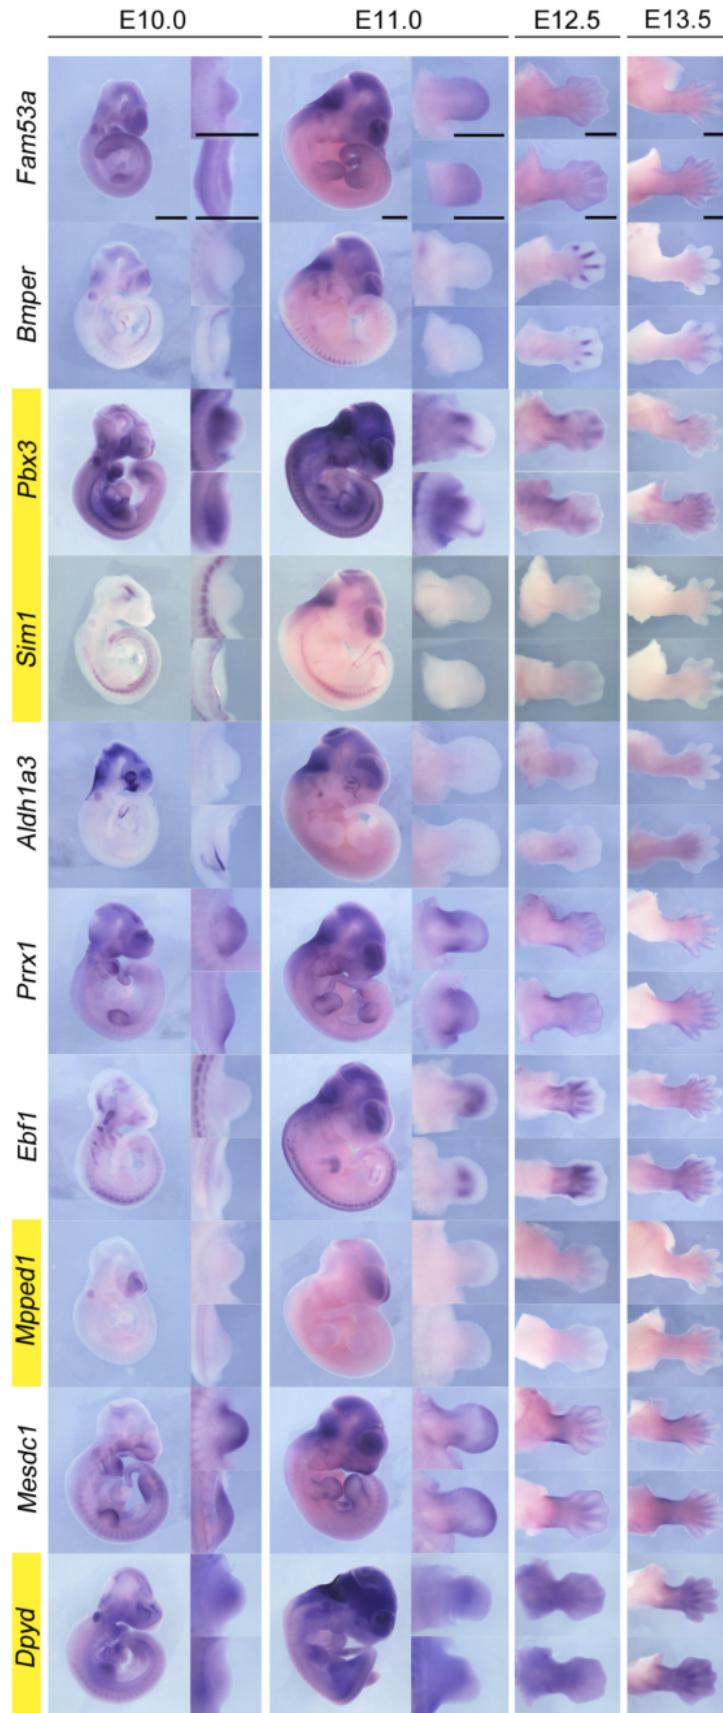 E10.0 E11.0 E12.5 E13.5
Fam53a
Bmper
Pbx3
Sim1
Aldh1a3
Prrx1
Ebf1
Mpped1
Mesdc1
Dpyd